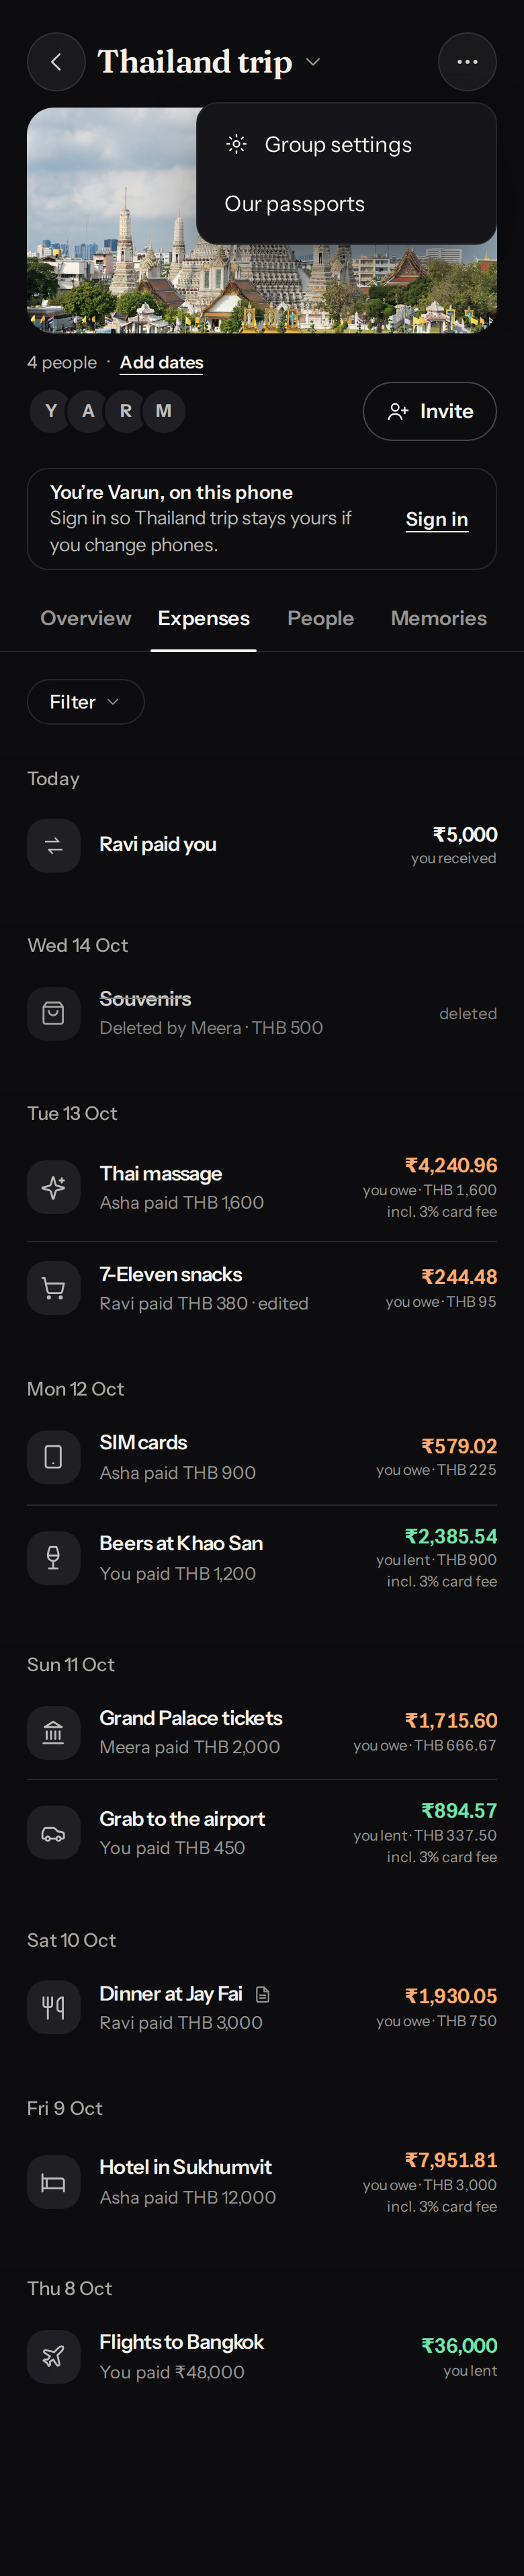 Thailand trip
Group settings
Our passports
4 people · Add dates
Y A R M
Invite
You're Varun, on this phone
Sign in so Thailand trip stays yours if
you change phones.
Sign in
Overview Expenses People Memories
Filter
Today
Ravi paid you
₹5,000
you received
Wed 14 Oct
Souvenirs
Deleted by Meera · THB 500
deleted
Tue 13 Oct
Thai massage
Asha paid THB 1,600
₹4,240.96
you owe · THB 1,600
incl. 3% card fee
7-Eleven snacks
Ravi paid THB 380 · edited
₹244.48
you owe · THB 95
Mon 12 Oct
SIM cards
Asha paid THB 900
₹579.02
you owe · THB 225
Beers at Khao San
You paid THB 1,200
₹2,385.54
you lent · THB 900
incl. 3% card fee
Sun 11 Oct
Grand Palace tickets
Meera paid THB 2,000
₹1,715.60
you owe · THB 666.67
Grab to the airport
You paid THB 450
₹894.57
you lent · THB 337.50
incl. 3% card fee
Sat 10 Oct
Dinner at Jay Fai
Ravi paid THB 3,000
₹1,930.05
you owe · THB 750
Fri 9 Oct
Hotel in Sukhumvit
Asha paid THB 12,000
₹7,951.81
you owe · THB 3,000
incl. 3% card fee
Thu 8 Oct
Flights to Bangkok
You paid ₹48,000
₹36,000
you lent